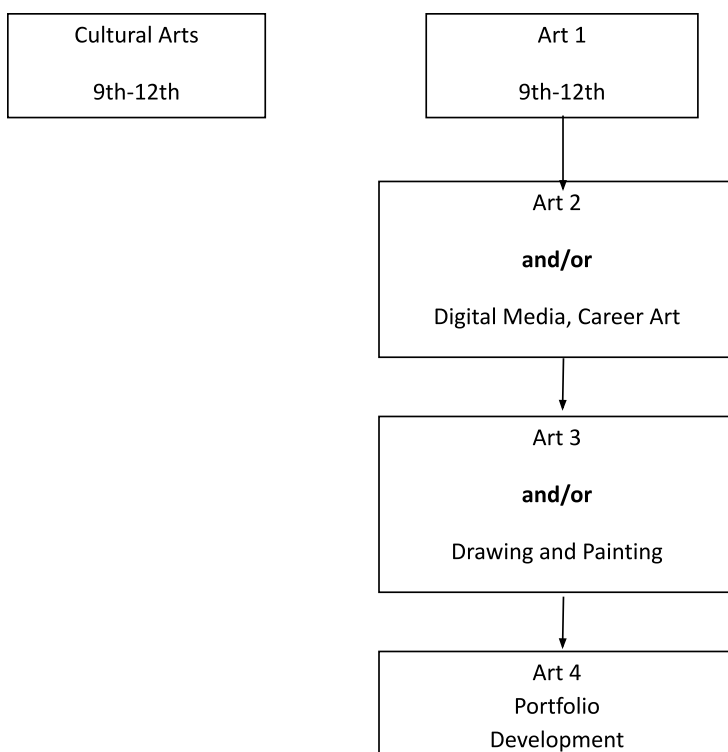 Cultural Arts
9th-12th
Art 1
9th-12th
Art 2
and/or
Digital Media, Career Art
Art 3
and/or
Drawing and Painting
Art 4
Portfolio
Development